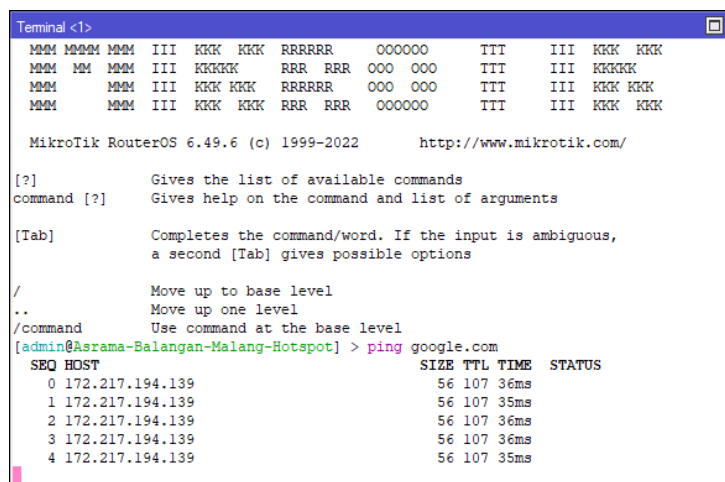 Terminal <1>
MMM MMMM MMM III KKK KKK RRRRRR OOOOOO TTT III KKK KKK
MMM MM MMM III KKKKK RRR RRR OOO OOO TTT III KKKKK
MMM MMM III KKK KKK RRRRRR OOO OOO TTT III KKK KKK
MMM MMM III KKK KKK RRR RRR OOOOOO TTT III KKK KKK
MikroTik RouterOS 6.49.6 (c) 1999-2022 http://www.mikrotik.com/
[?] Gives the list of available commands
command [?] Gives help on the command and list of arguments
[Tab] Completes the command/word. If the input is ambiguous,
a second [Tab] gives possible options
/ Move up to base level
.. Move up one level
/command Use command at the base level
[admin@Asrama-Balangan-Malang-Hotspot] > ping google.com
SEQ HOST SIZE TTL TIME STATUS
0 172.217.194.139 56 107 36ms
1 172.217.194.139 56 107 35ms
2 172.217.194.139 56 107 36ms
3 172.217.194.139 56 107 36ms
4 172.217.194.139 56 107 35ms